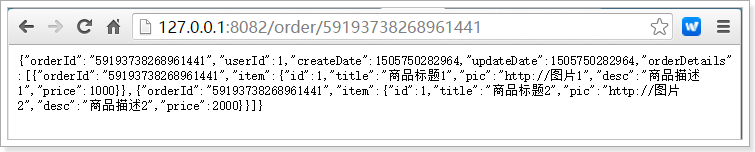 127.0.0.1:8082/order/59193738268961441
{"orderId":"59193738268961441","userId":1,"createDate":1505750282964,"updateDate":1505750282964,"orderDetails"
:[{"orderId":"59193738268961441","item":{"id":1,"title":"商品标题1","pic":"http://图片1","desc":"商品描述
1","price":1000}},{"orderId":"59193738268961441","item":{"id":1,"title":"商品标题2","pic":"http://图片
2","desc":"商品描述2","price":2000}}]}